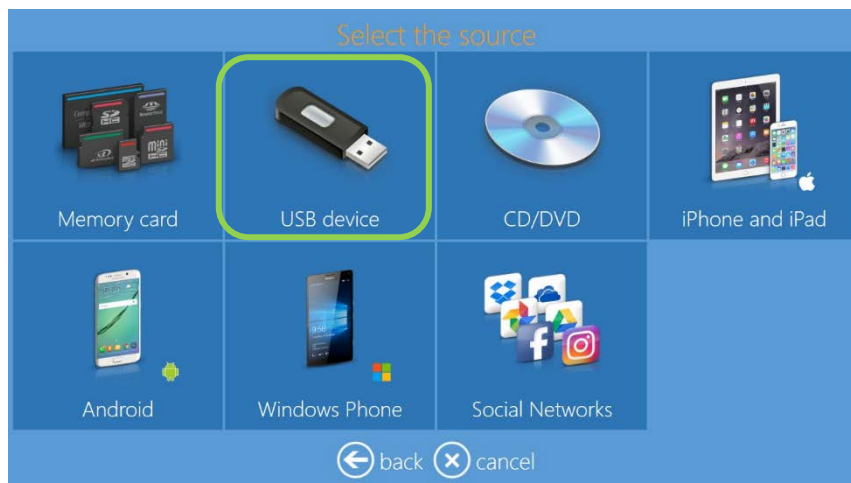 Select the source
Memory card
USB device
CD/DVD
iPhone and iPad
Android
Windows Phone
Social Networks
back
cancel